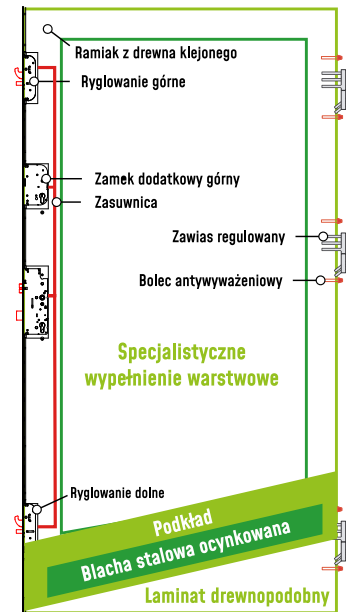 Ramiak z drewna klejonego
Ryglowanie górne
Zamek dodatkowy górny
Zasuwnica
Zawias regulowany
Bolec antywyważeniowy
Specjalistyczne
wypełnienie warstwowe
Ryglowanie dolne
Podkład
Blacha stalowa ocynkowana
Laminat drewnopodobny